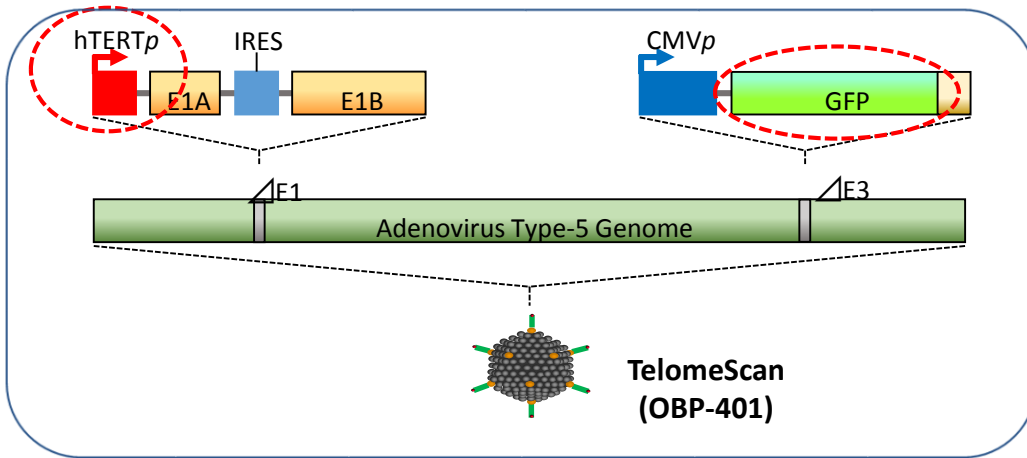 hTERTp
IRES
CMVp
E1A
E1B
GFP
E1
E3
Adenovirus Type-5 Genome
TelomeScan
(OBP-401)